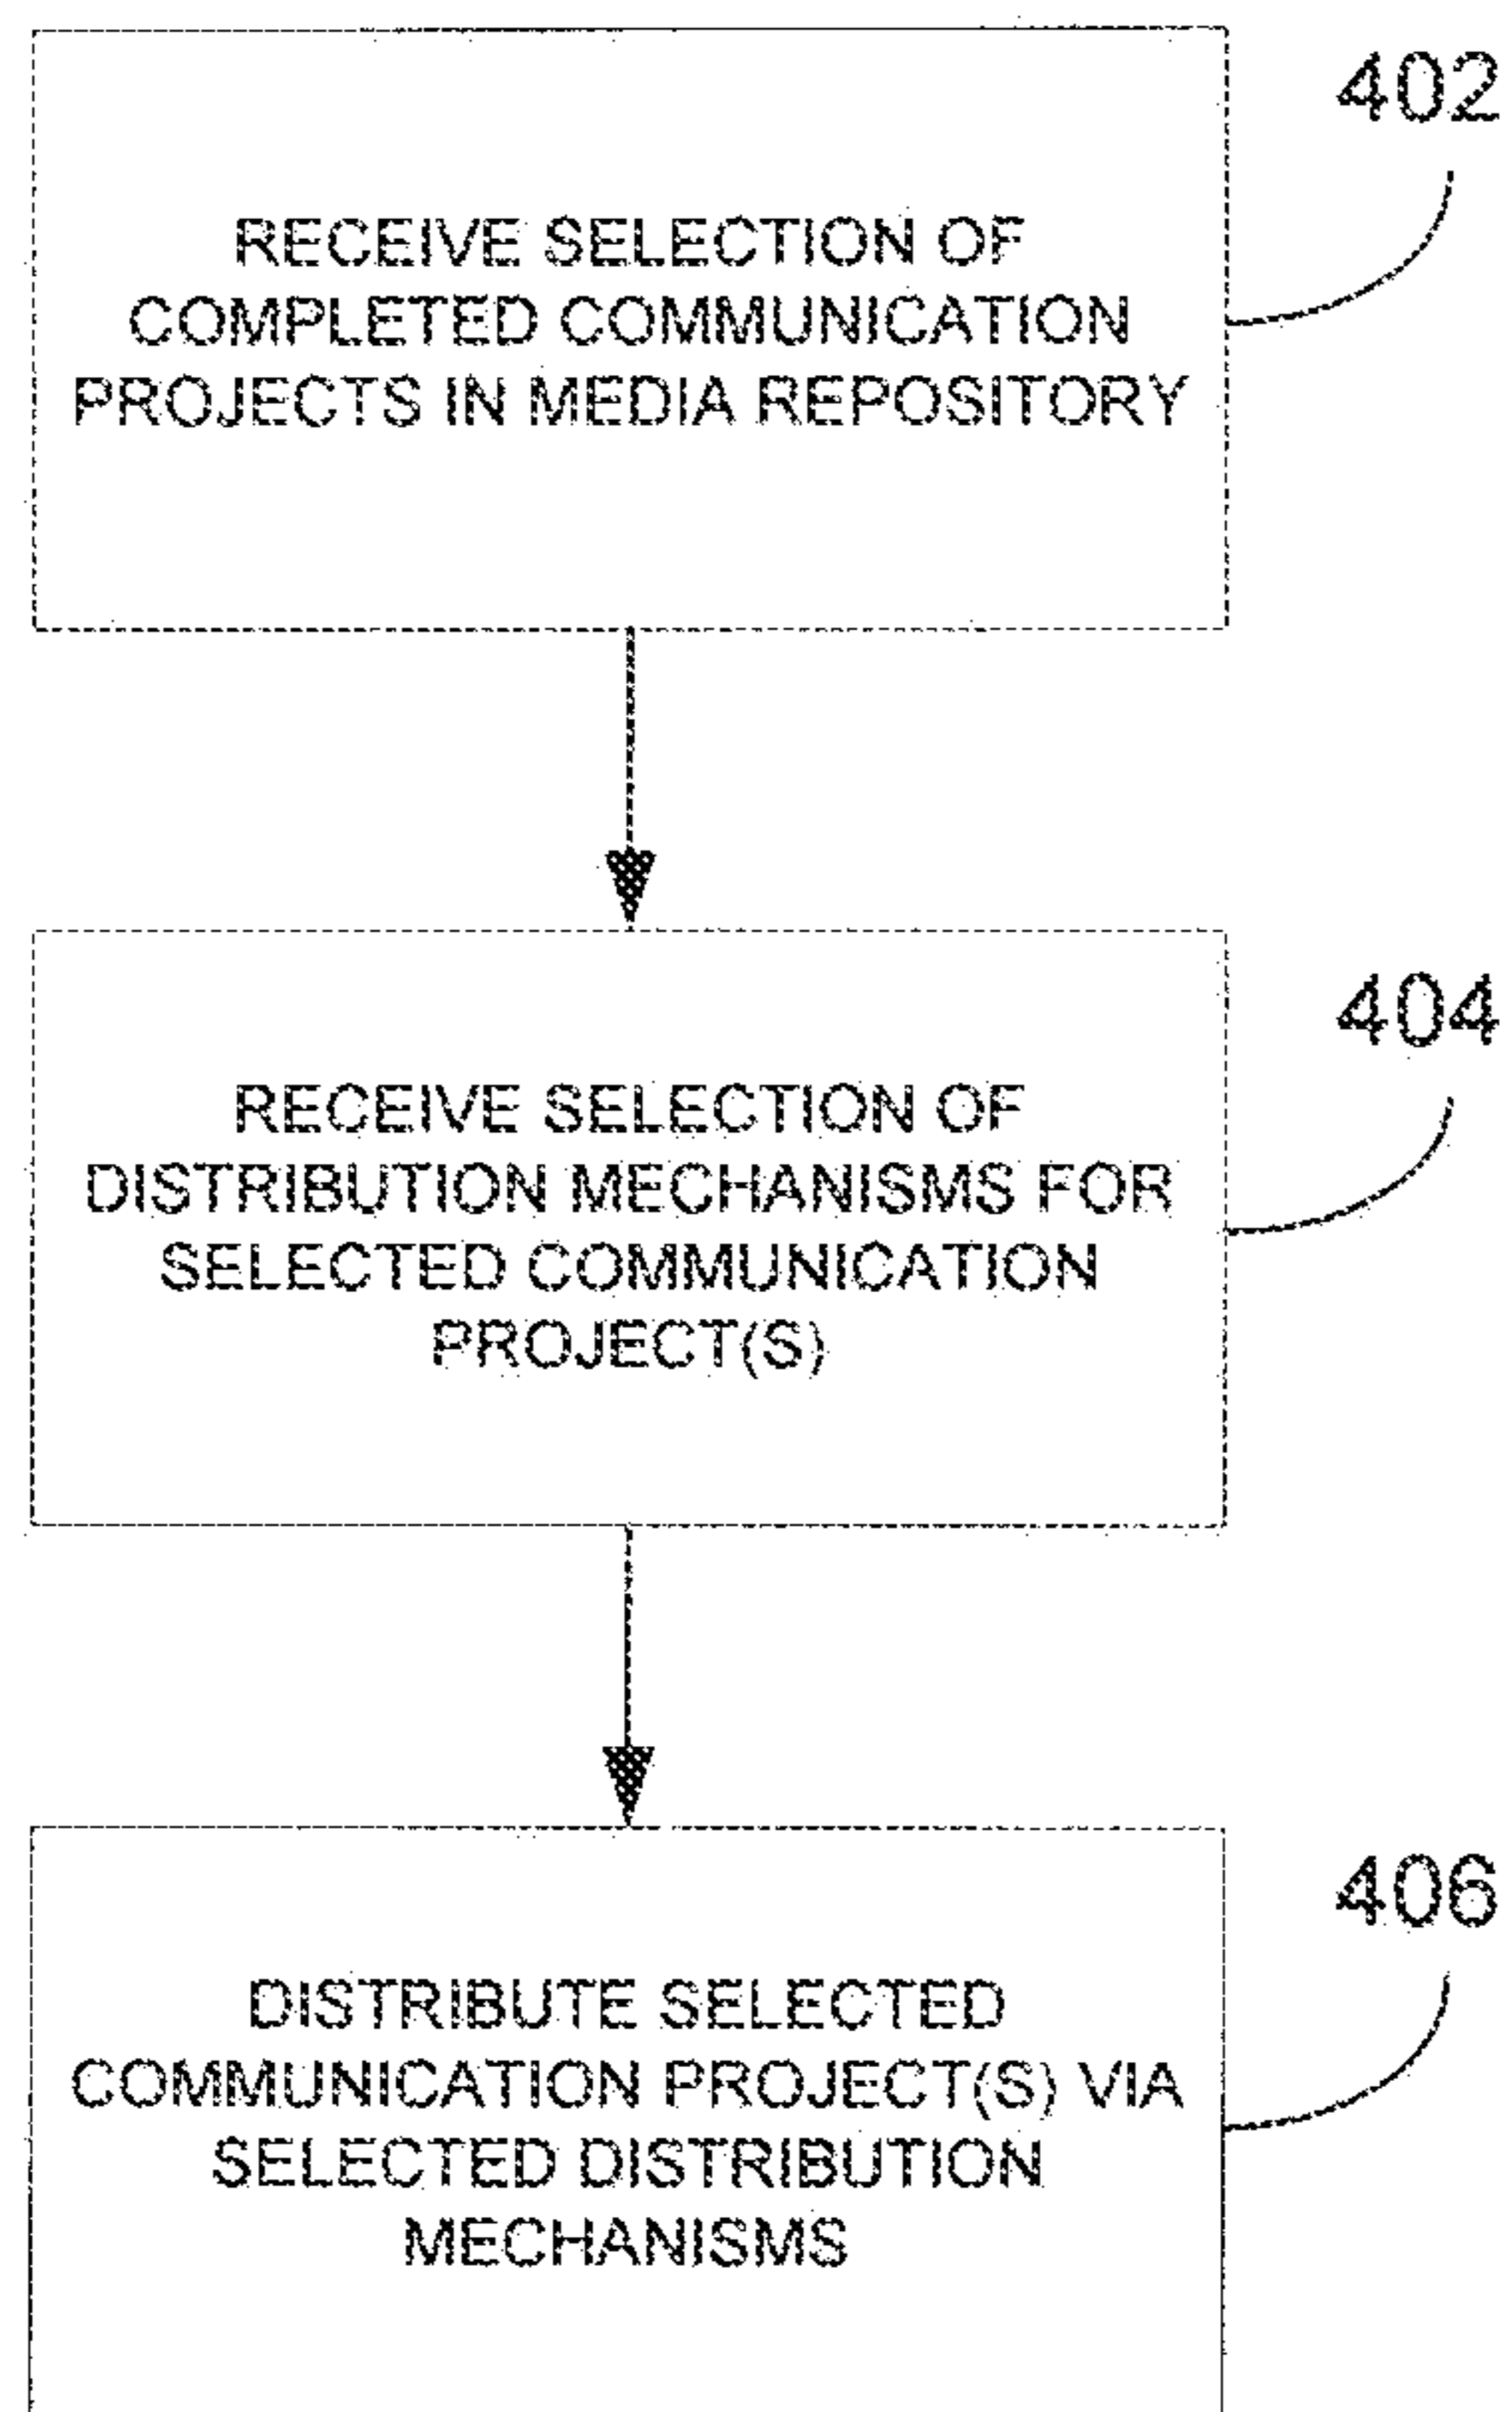 402
RECEIVE SELECTION OF
COMPLETED COMMUNICATION
PROJECTS IN MEDIA REPOSITORY
404
RECEIVE SELECTION OF
DISTRIBUTION MECHANISMS FOR
SELECTED COMMUNICATION
PROJECT(S)
406
DISTRIBUTE SELECTED
COMMUNICATION PROJECT(S) VIA
SELECTED DISTRIBUTION
MECHANISMS